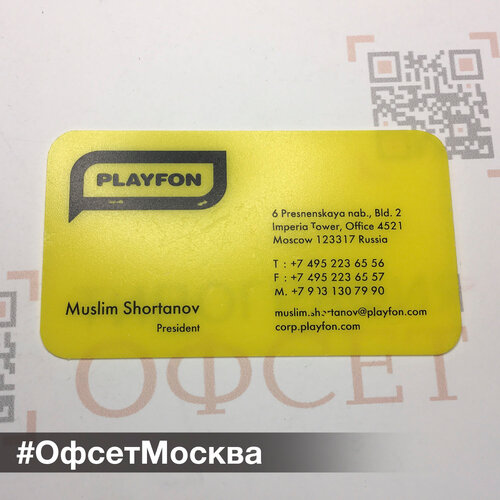 PLAYFON
6 Presnenskaya nab., Bld. 2
Imperia Tower, Office 4521
Moscow 123317 Russia
T : +7 495 223 65 56
F : +7 495 223 65 57
M. +7 903 130 79 90
muslim.shortanov@playfon.com
corp.playfon.com
Muslim Shortanov
President
ОФСЕТ
#ОфсетМосква